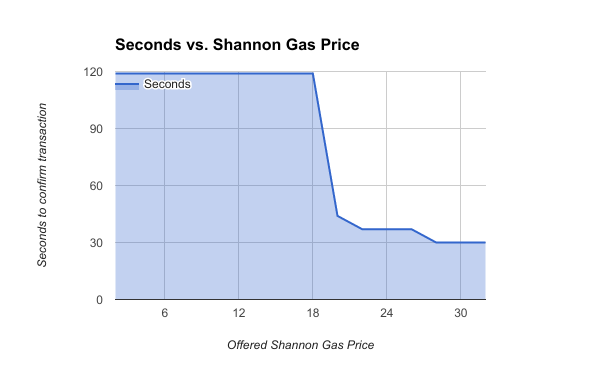 Seconds vs. Shannon Gas Price
Seconds
120
90
60
30
0
Seconds to confirm transaction
6 12 18 24 30
Offered Shannon Gas Price